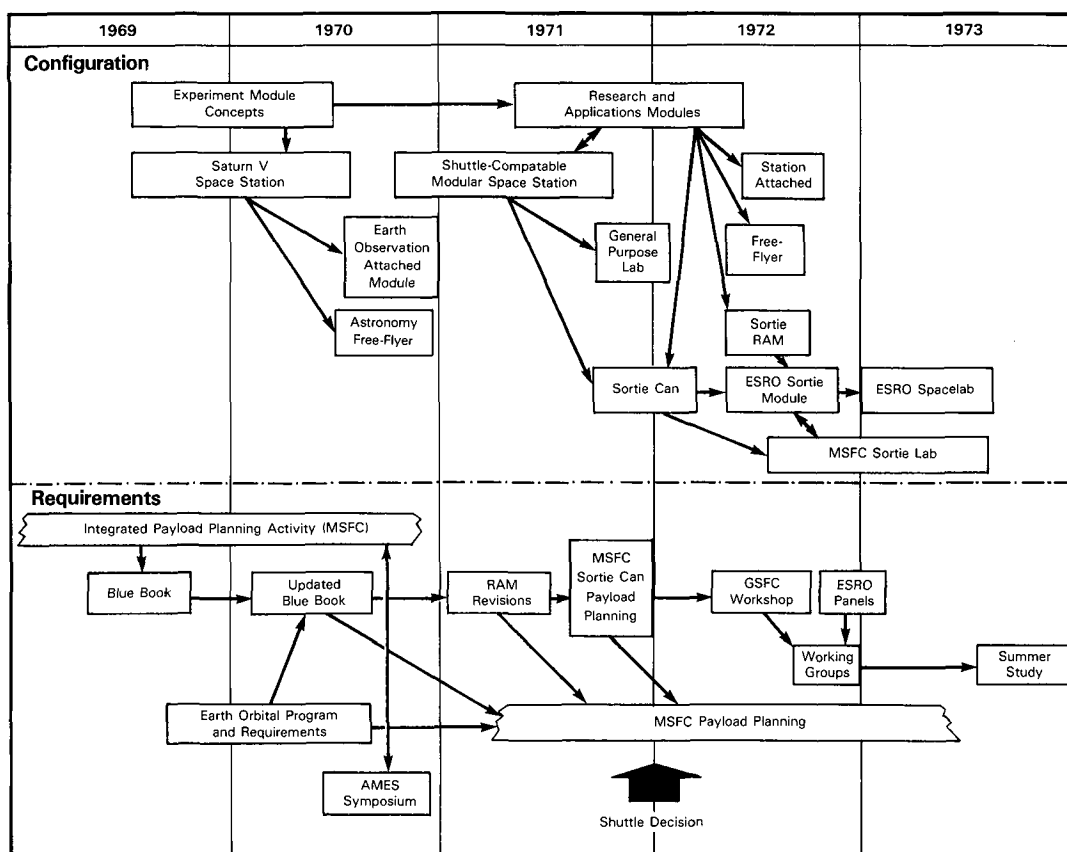 1969 1970 1971 1972 1973
Configuration
Experiment Module
Concepts
Research and
Applications Modules
Saturn V
Space Station
Shuttle-Compatable
Modular Space Station
Station
Attached
Earth
Observation
Attached
Module
General
Purpose
Lab
Free-
Flyer
Astronomy
Free-Flyer
Sortie
RAM
Sortie Can
ESRO Sortie
Module
ESRO Spacelab
MSFC Sortie Lab
Requirements
Integrated Payload Planning Activity (MSFC)
Blue Book
Updated
Blue Book
RAM
Revisions
MSFC
Sortie Can
Payload
Planning
GSFC
Workshop
ESRO
Panels
Working
Groups
Summer
Study
Earth Orbital Program
and Requirements
MSFC Payload Planning
AMES
Symposium
Shuttle Decision